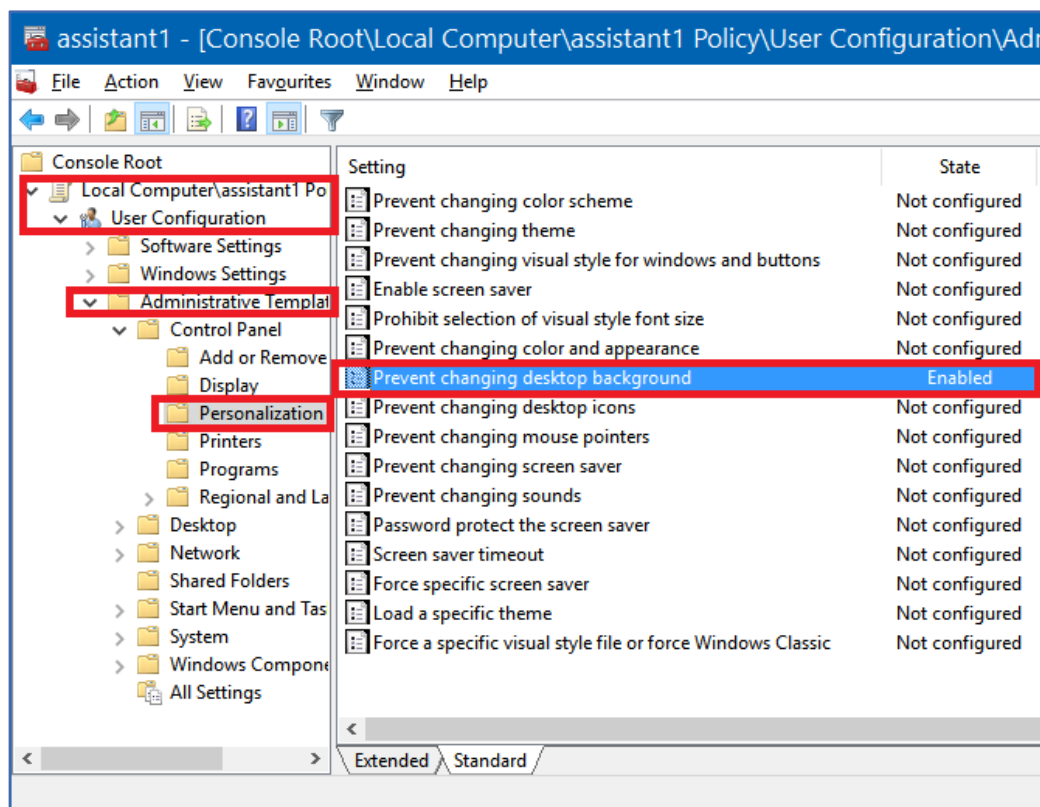 assistant1 - [Console Root\Local Computer\assistant1 Policy\User Configuration\Adr
File Action View Favourites Window Help
Console Root
Local Computer\assistant1 Po
User Configuration
Software Settings
Windows Settings
Administrative Templat
Control Panel
Add or Remove
Display
Personalization
Printers
Programs
Regional and La
Desktop
Network
Shared Folders
Start Menu and Tas
System
Windows Compone
All Settings
Setting State
Prevent changing color scheme Not configured
Prevent changing theme Not configured
Prevent changing visual style for windows and buttons Not configured
Enable screen saver Not configured
Prohibit selection of visual style font size Not configured
Prevent changing color and appearance Not configured
Prevent changing desktop background Enabled
Prevent changing desktop icons Not configured
Prevent changing mouse pointers Not configured
Prevent changing screen saver Not configured
Prevent changing sounds Not configured
Password protect the screen saver Not configured
Screen saver timeout Not configured
Force specific screen saver Not configured
Load a specific theme Not configured
Force a specific visual style file or force Windows Classic Not configured
Extended Standard